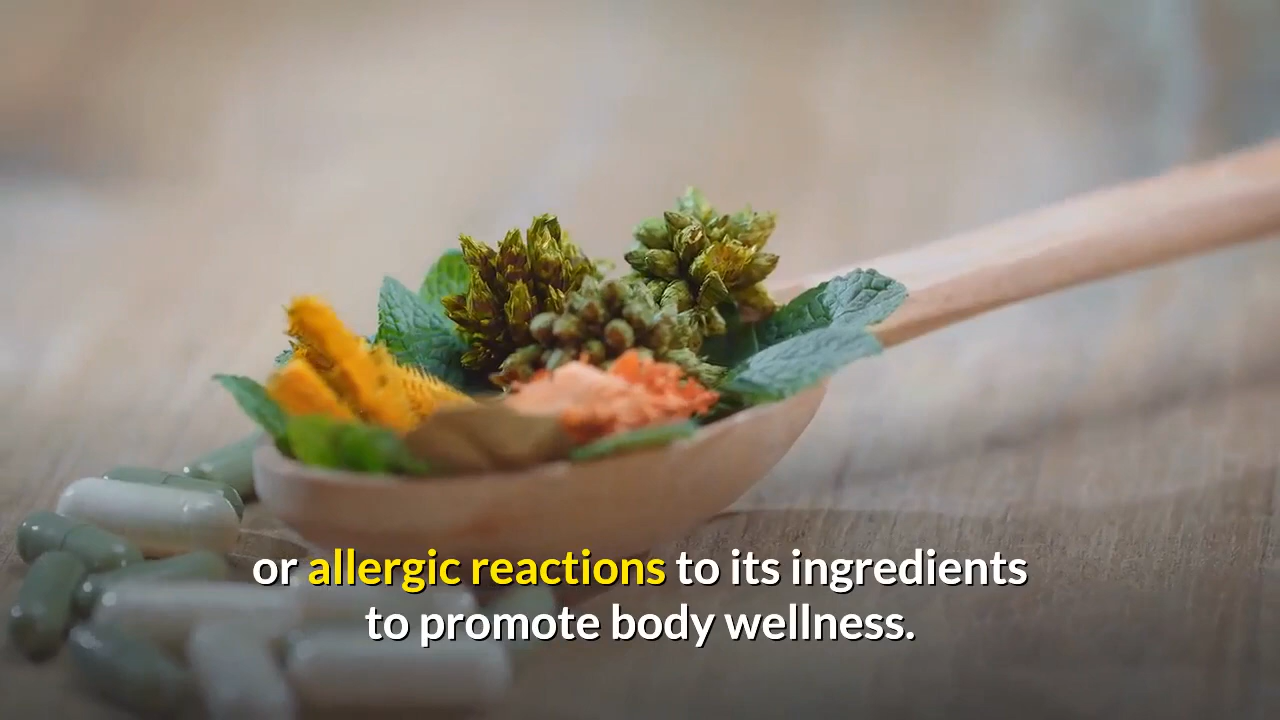 or allergic reactions to its ingredients
to promote body wellness.